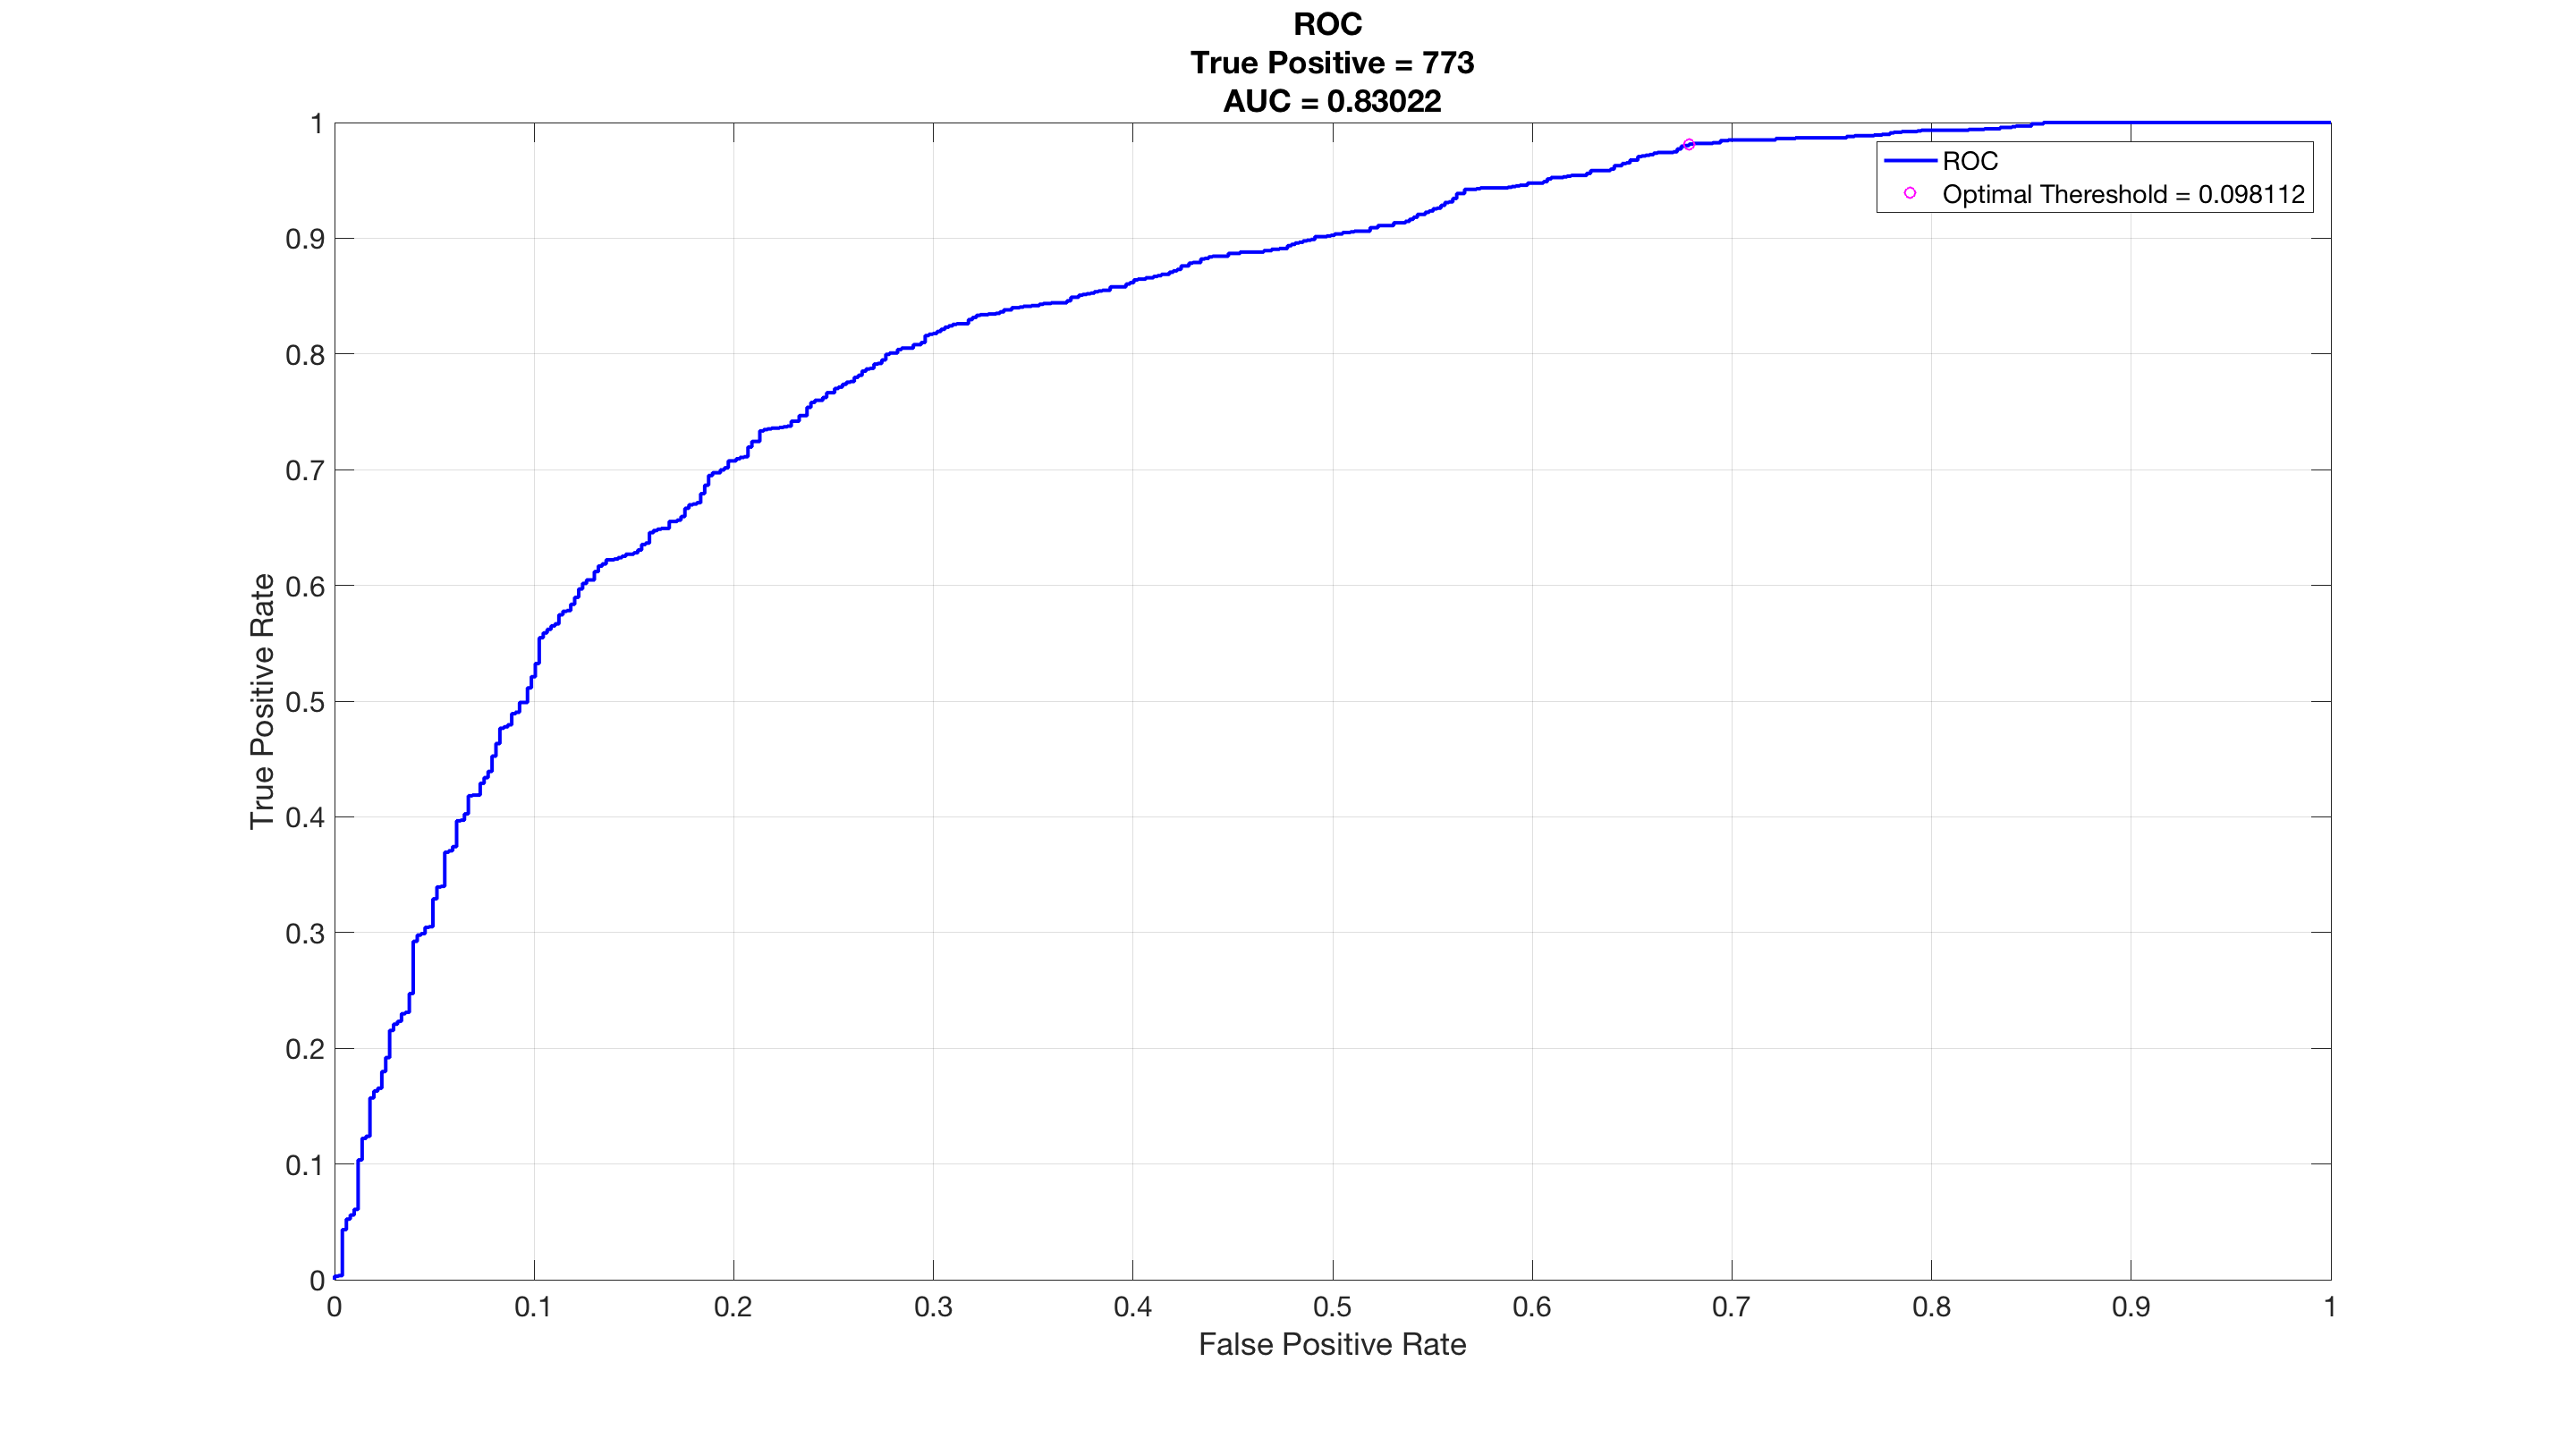 ROC
True Positive = 773
AUC = 0.83022
1
0.9
0.8
0.7
0.6
0.5
0.4
0.3
0.2
0.1
0
True Positive Rate
ROC
Optimal Thereshold = 0.098112
0 0.1 0.2 0.3 0.4 0.5 0.6 0.7 0.8 0.9 1
False Positive Rate